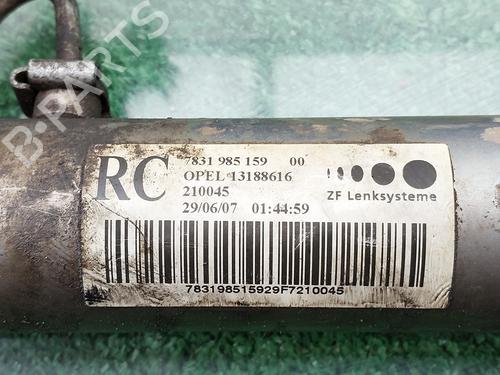 B-PARTS
RC
7831 985 159 00
OPEL 13188616
210045
29/06/07 01:44:59
ZF Lenksysteme
783198515929F7210045